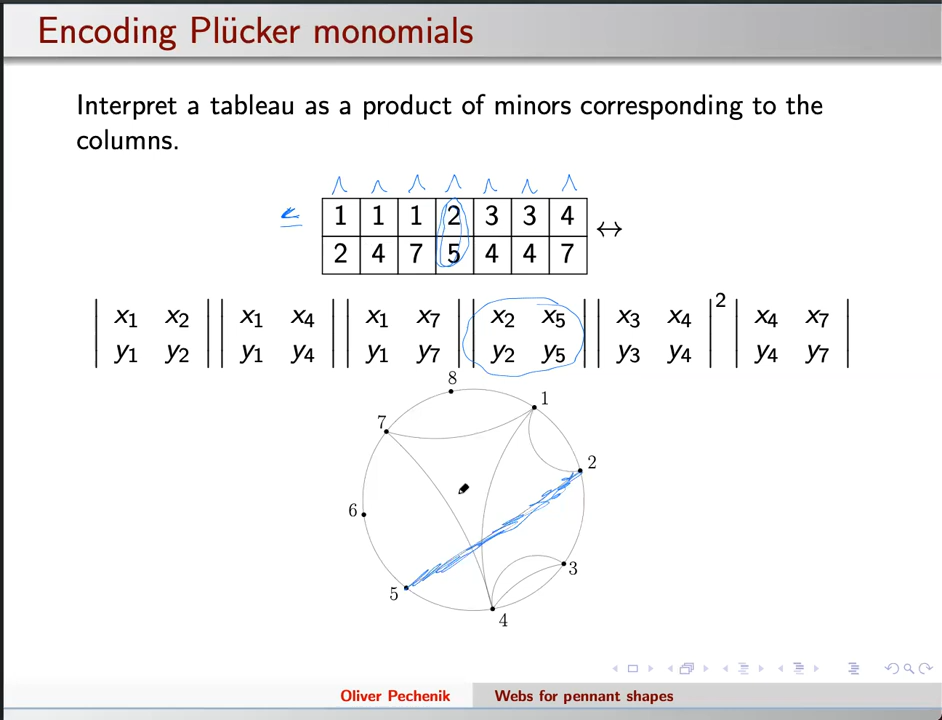 Encoding Plücker monomials
Interpret a tableau as a product of minors corresponding to the
columns.
1 1 1 2 3 3 4
2 4 7 5 4 4 7
↔
| x₁ x₂ | | x₁ x₄ | | x₁ x₇ | | x₂ x₅ | | x₃ x₄ |² | x₄ x₇ |
| y₁ y₂ | | y₁ y₄ | | y₁ y₇ | | y₂ y₅ | | y₃ y₄ | | y₄ y₇ |
8
1
7
2
6
3
5
4
Oliver Pechenik
Webs for pennant shapes